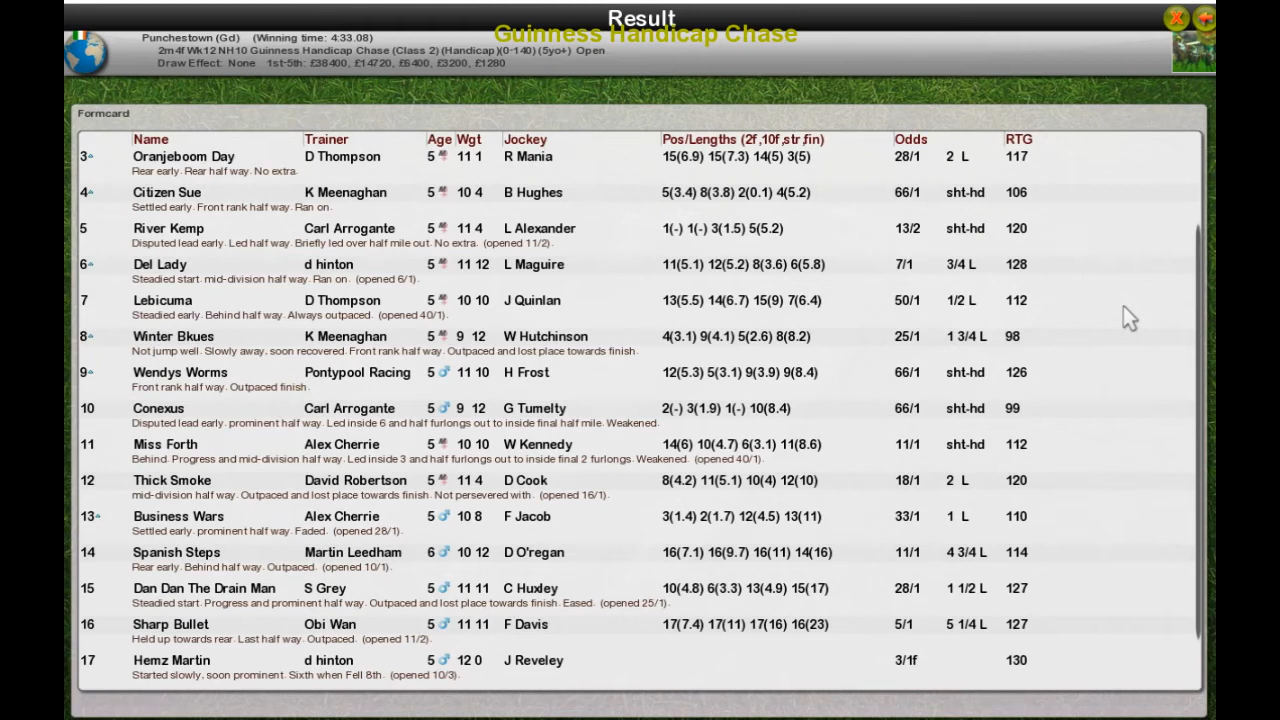 Result
Guinness Handicap Chase
Punchestown (Gd) (Winning time: 4:33.08)
2m4f Wk12 NH10 Guinness Handicap Chase (Class 2) (Handicap)(0-140) (5yo+) Open
Draw Effect: None 1st-5th: £38400, £14720, £6400, £3200, £1280
Formcard
Name Trainer Age Wgt Jockey Pos/Lengths (2f,10f,str,fin) Odds RTG
3 Oranjeboom Day D Thompson 5 11 1 R Mania 15(6.9) 15(7.3) 14(5) 3(5) 28/1 2 L 117
Rear early. Rear half way. No extra.
4 Citizen Sue K Meenaghan 5 10 4 B Hughes 5(3.4) 8(3.8) 2(0.1) 4(5.2) 66/1 sht-hd 106
Settled early. Front rank half way. Ran on.
5 River Kemp Carl Arrogante 5 11 4 L Alexander 1(-) 1(-) 3(1.5) 5(5.2) 13/2 sht-hd 120
Disputed lead early. Led half way. Briefly led over half mile out. No extra. (opened 11/2).
6 Del Lady d hinton 5 11 12 L Maguire 11(5.1) 12(5.2) 8(3.6) 6(5.8) 7/1 3/4 L 128
Steadied start. mid-division half way. Ran on. (opened 6/1).
7 Lebicuma D Thompson 5 10 10 J Quinlan 13(5.5) 14(6.7) 15(9) 7(6.4) 50/1 1/2 L 112
Steadied early. Behind half way. Always outpaced. (opened 40/1).
8 Winter Bkues K Meenaghan 5 9 12 W Hutchinson 4(3.1) 9(4.1) 5(2.6) 8(8.2) 25/1 1 3/4 L 98
Not jump well. Slowly away, soon recovered. Front rank half way. Outpaced and lost place towards finish.
9 Wendys Worms Pontypool Racing 5 11 10 H Frost 12(5.3) 5(3.1) 9(3.9) 9(8.4) 66/1 sht-hd 126
Front rank half way. Outpaced finish.
10 Conexus Carl Arrogante 5 9 12 G Tumelty 2(-) 3(1.9) 1(-) 10(8.4) 66/1 sht-hd 99
Disputed lead early. prominent half way. Led inside 6 and half furlongs out to inside final half mile. Weakened.
11 Miss Forth Alex Cherrie 5 10 10 W Kennedy 14(6) 10(4.7) 6(3.1) 11(8.6) 11/1 sht-hd 112
Behind. Progress and mid-division half way. Led inside 3 and half furlongs out to inside final 2 furlongs. Weakened. (opened 40/1).
12 Thick Smoke David Robertson 5 11 4 D Cook 8(4.2) 11(5.1) 10(4) 12(10) 18/1 2 L 120
mid-division half way. Outpaced and lost place towards finish. Not persevered with. (opened 16/1).
13 Business Wars Alex Cherrie 5 10 8 F Jacob 3(1.4) 2(1.7) 12(4.5) 13(11) 33/1 1 L 110
Settled early. prominent half way. Faded. (opened 28/1).
14 Spanish Steps Martin Leedham 6 10 12 D O'regan 16(7.1) 16(9.7) 16(11) 14(16) 11/1 4 3/4 L 114
Rear early. Behind half way. Outpaced. (opened 10/1).
15 Dan Dan The Drain Man S Grey 5 11 11 C Huxley 10(4.8) 6(3.3) 13(4.9) 15(17) 28/1 1 1/2 L 127
Steadied start. Progress and prominent half way. Outpaced and lost place towards finish. Eased. (opened 25/1).
16 Sharp Bullet Obi Wan 5 11 11 F Davis 17(7.4) 17(11) 17(16) 16(23) 5/1 5 1/4 L 127
Held up towards rear. Last half way. Outpaced. (opened 11/2).
17 Hemz Martin d hinton 5 12 0 J Reveley 3/1f 130
Started slowly, soon prominent. Sixth when Fell 8th. (opened 10/3).